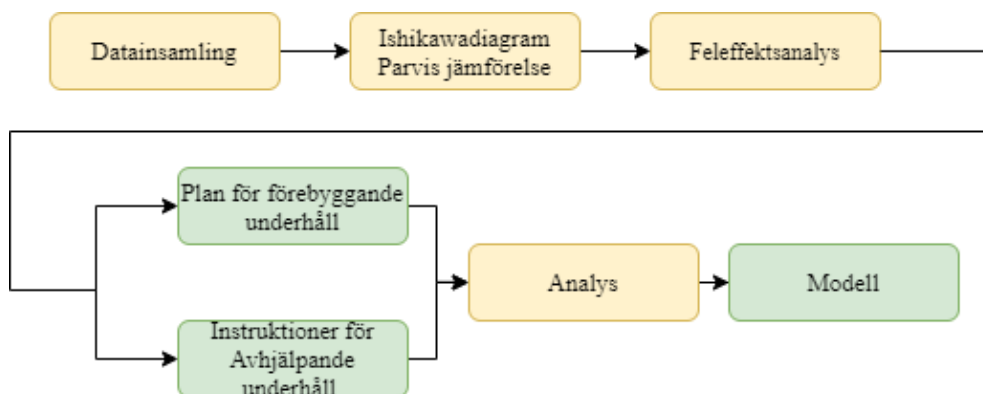 Datainsamling
Ishikawadiagram
Parvis jämförelse
Feleffektsanalys
Plan för förebyggande
underhåll
Instruktioner för
Avhjälpande
underhåll
Analys
Modell